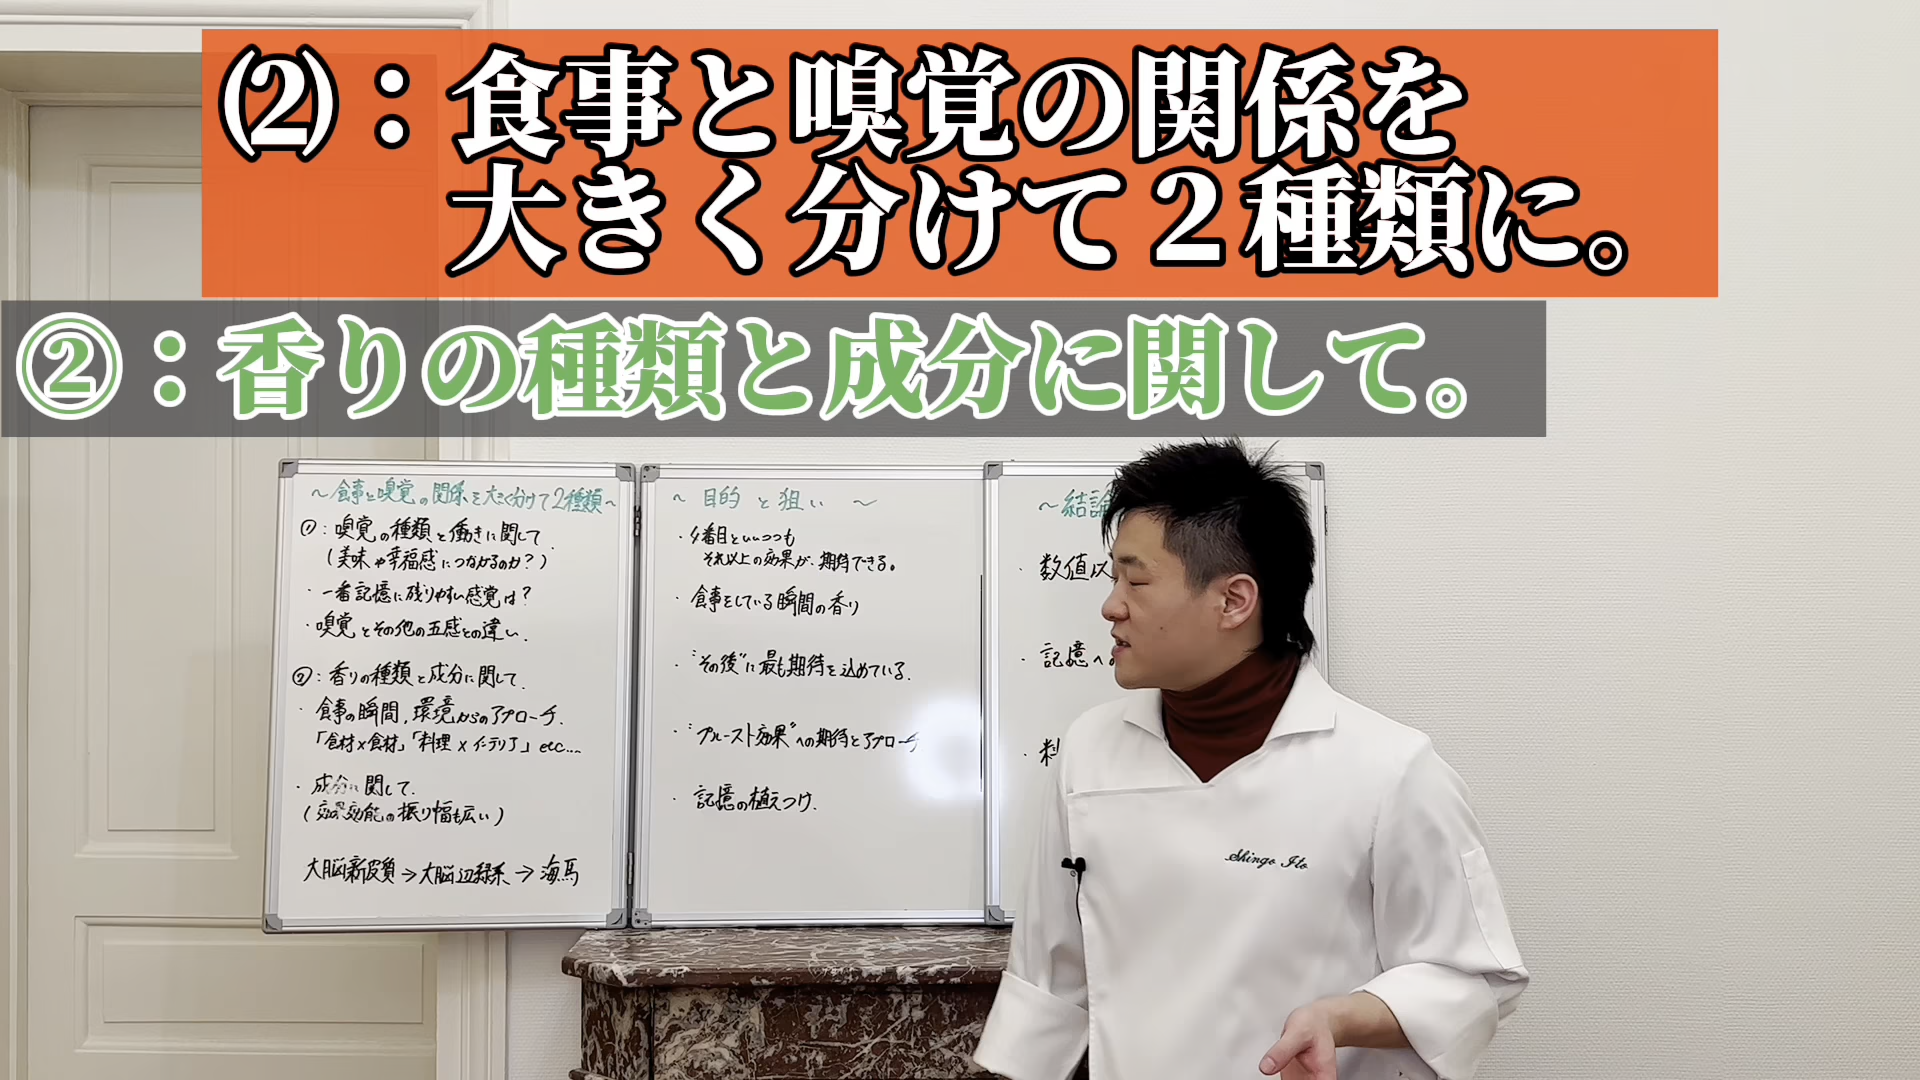 (2)：食事と嗅覚の関係を
大きく分けて２種類に。
②：香りの種類と成分に関して。
～食事と嗅覚の関係を大きく分けて2種類～
①：嗅覚の種類と働きに関して
(美味や幸福感につながるのか?)
・一番記憶に残りやすい感覚は?
・嗅覚とその他の五感との違い.
②：香りの種類と成分に関して.
・食事の瞬間,環境からのアプローチ.
「食材×食材」「料理×インテリア」etc....
・成分に関して.
(効果効能の振り幅も広い)
大脳新皮質→大脳辺縁系→海馬
～目的と狙い～
・4番目といいつつも
それ以上の効果が、期待できる。
・食事をしている瞬間の香り
・"その後"に最も期待を込めている.
・"プルースト効果"への期待とアプローチ
・記憶の植えつけ.
～結論
・数値以
・記憶へ
・料
Shingo Ito